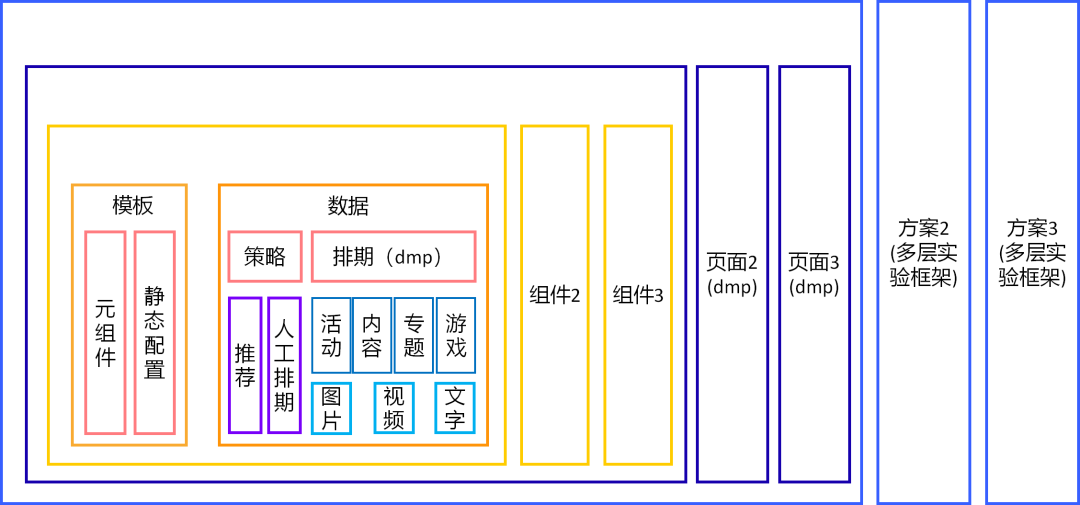 模板
元组件
静态配置
数据
策略
排期（dmp）
推荐
人工排期
活动
内容
专题
游戏
图片
视频
文字
组件2
组件3
页面2
(dmp)
页面3
(dmp)
方案2
(多层实
验框架)
方案3
(多层实
验框架)